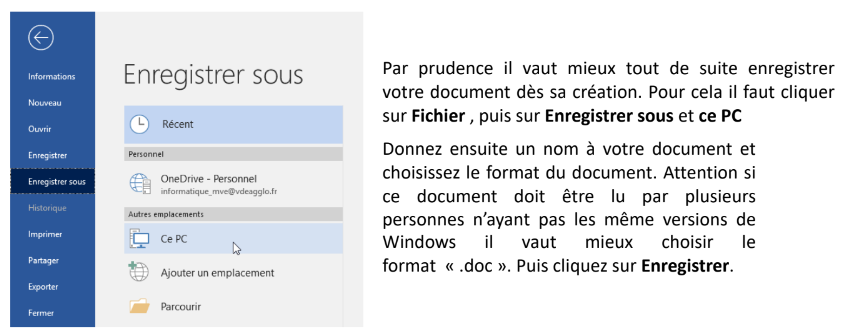 Informations
Nouveau
Ouvrir
Enregistrer
Enregistrer sous
Historique
Imprimer
Partager
Exporter
Fermer
Enregistrer sous
Récent
Personnel
OneDrive - Personnel
informatique_mve@vdeagglo.fr
Autres emplacements
Ce PC
Ajouter un emplacement
Parcourir
Par prudence il vaut mieux tout de suite enregistrer
votre document dès sa création. Pour cela il faut cliquer
sur Fichier , puis sur Enregistrer sous et ce PC
Donnez ensuite un nom à votre document et
choisissez le format du document. Attention si
ce document doit être lu par plusieurs
personnes n’ayant pas les même versions de
Windows il vaut mieux choisir le
format « .doc ». Puis cliquez sur Enregistrer.